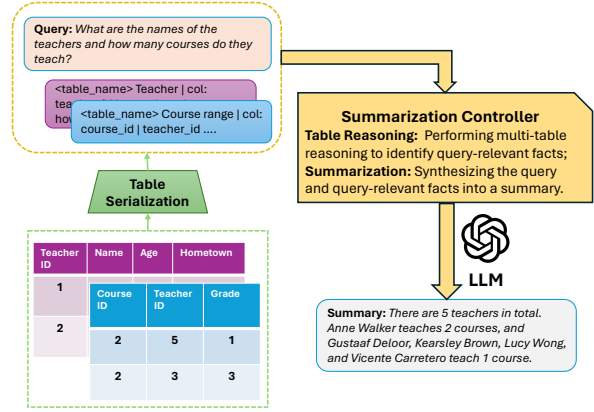 Query: What are the names of the
teachers and how many courses do they
teach?
<table_name> Teacher | col:
<table_name> Course range | col:
course_id | teacher_id ....
Table
Serialization
Teacher
ID
Name
Age
Hometown
1
2
Course
ID
Teacher
ID
Grade
2
5
1
2
3
3
Summarization Controller
Table Reasoning: Performing multi-table
reasoning to identify query-relevant facts;
Summarization: Synthesizing the query
and query-relevant facts into a summary.
LLM
Summary: There are 5 teachers in total.
Anne Walker teaches 2 courses, and
Gustaaf Deloor, Kearsley Brown, Lucy Wong,
and Vicente Carretero teach 1 course.